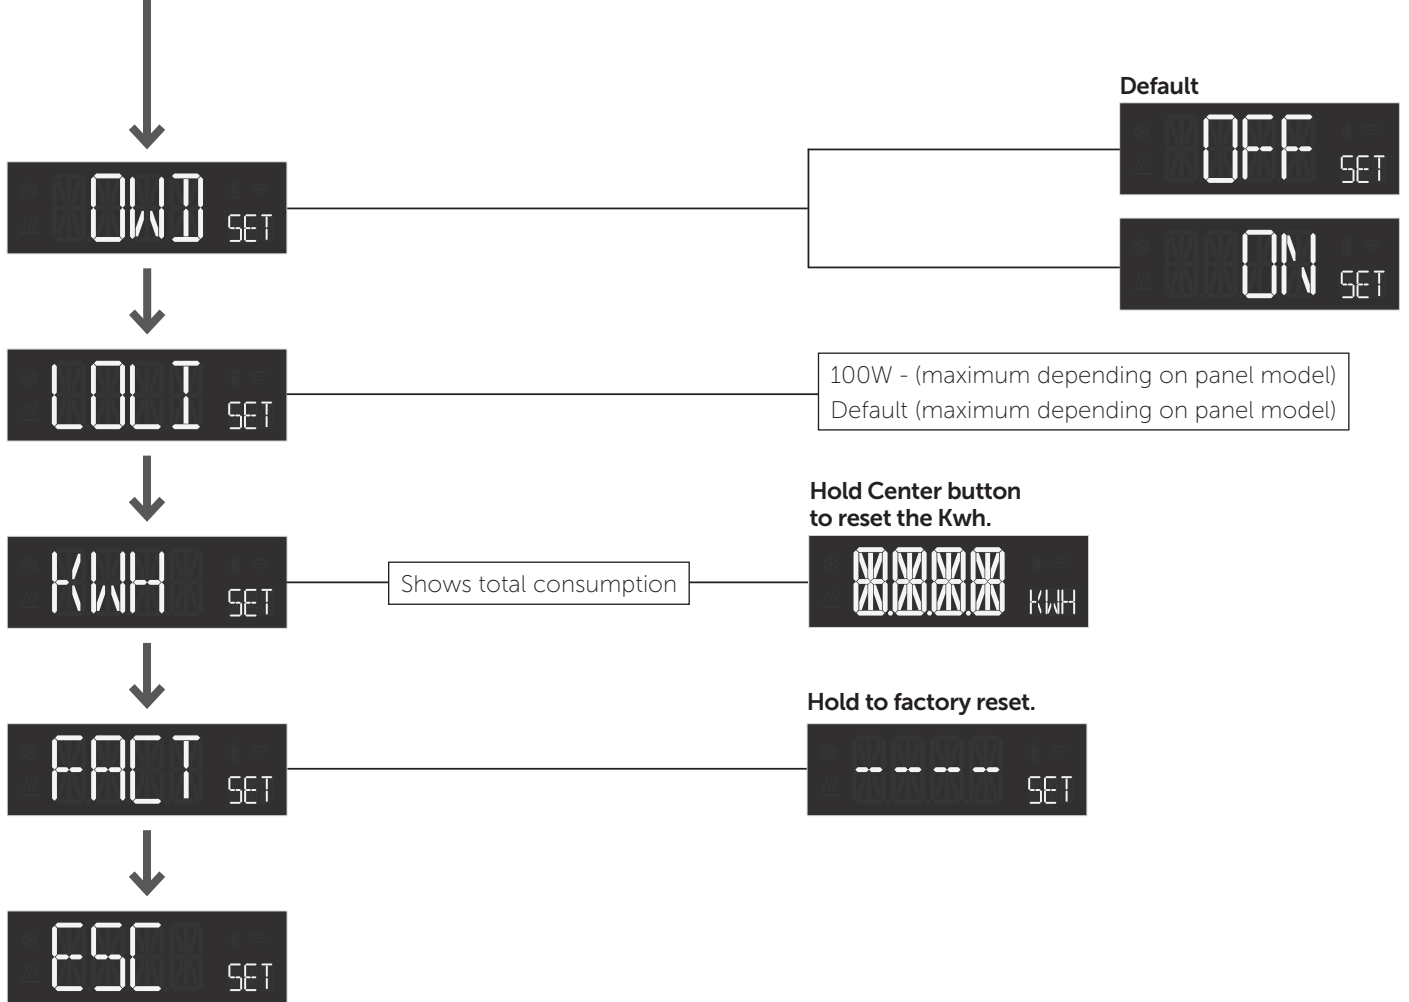 Default
OFF SET
OWD SET
ON SET
LOLI SET
100W - (maximum depending on panel model)
Default (maximum depending on panel model)
Hold Center button
to reset the Kwh.
KWH SET
Shows total consumption
KWH
Hold to factory reset.
FACT SET
---- SET
ESC SET